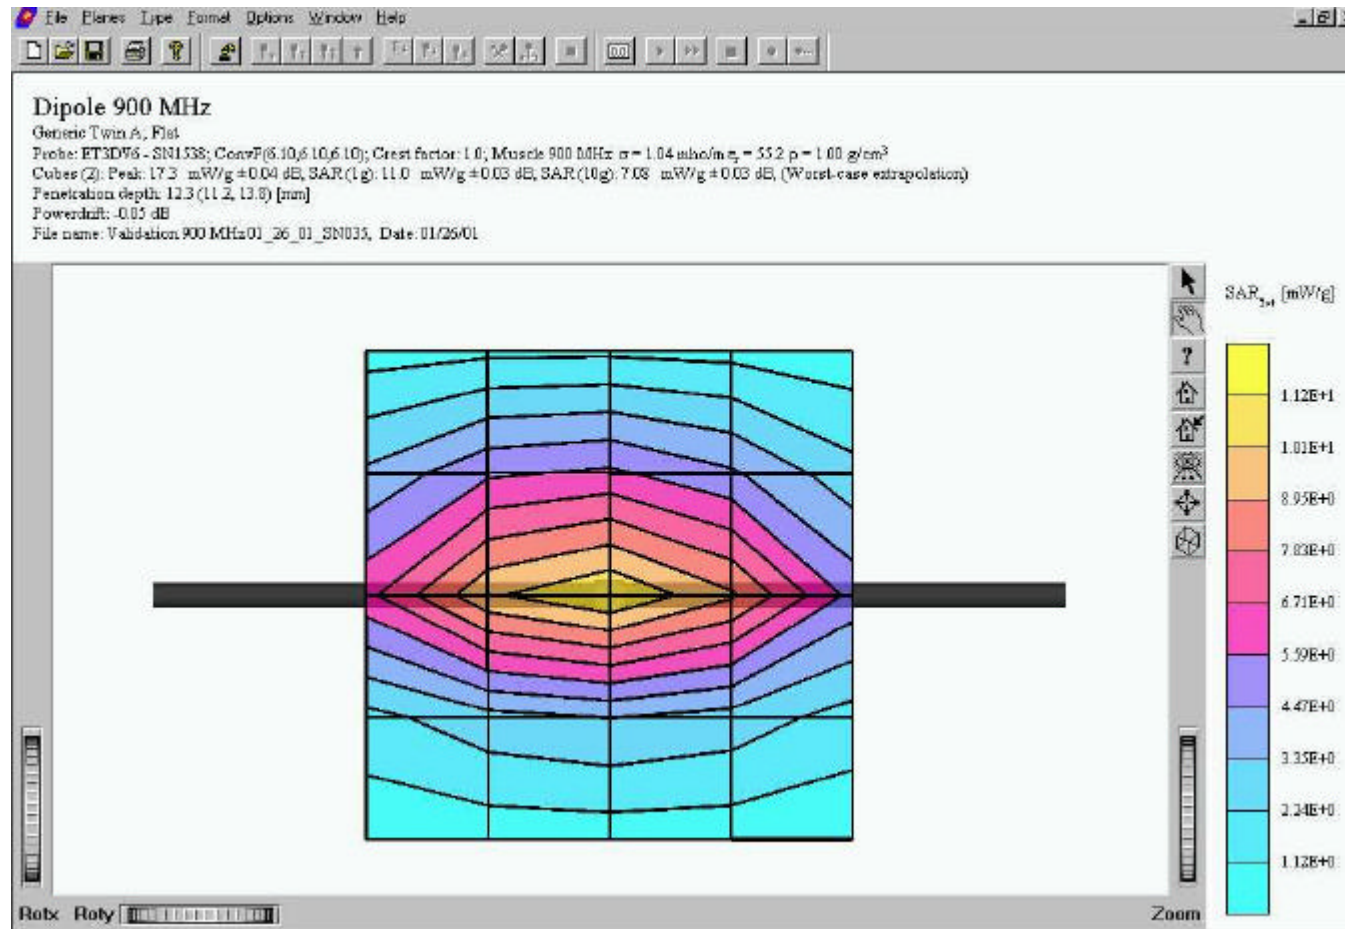 File Planes Type Format Options Window Help
Dipole 900 MHz
Generic Twin A; Flat
Probe: ET3DV6 - SN1538; ConvF(6.10,6.10,6.10); Crest factor: 1.0; Muscle 900 MHz: σ = 1.04 mho/m εr = 55.2 ρ = 1.00 g/cm³
Cubes (2): Peak: 17.3 mW/g ± 0.04 dB, SAR (1g): 11.0 mW/g ± 0.03 dB, SAR (10g): 7.08 mW/g ± 0.03 dB, (Worst-case extrapolation)
Penetration depth: 12.3 (11.2, 13.8) [mm]
Powerdrift: -0.05 dB
File name: Validation 900 MHz 01_26_01_SN035, Date: 01/26/01
SARTot [mW/g]
1.12E+1
1.01E+1
8.95E+0
7.83E+0
6.71E+0
5.59E+0
4.47E+0
3.35E+0
2.24E+0
1.12E+0
Rotx Roty
Zoom